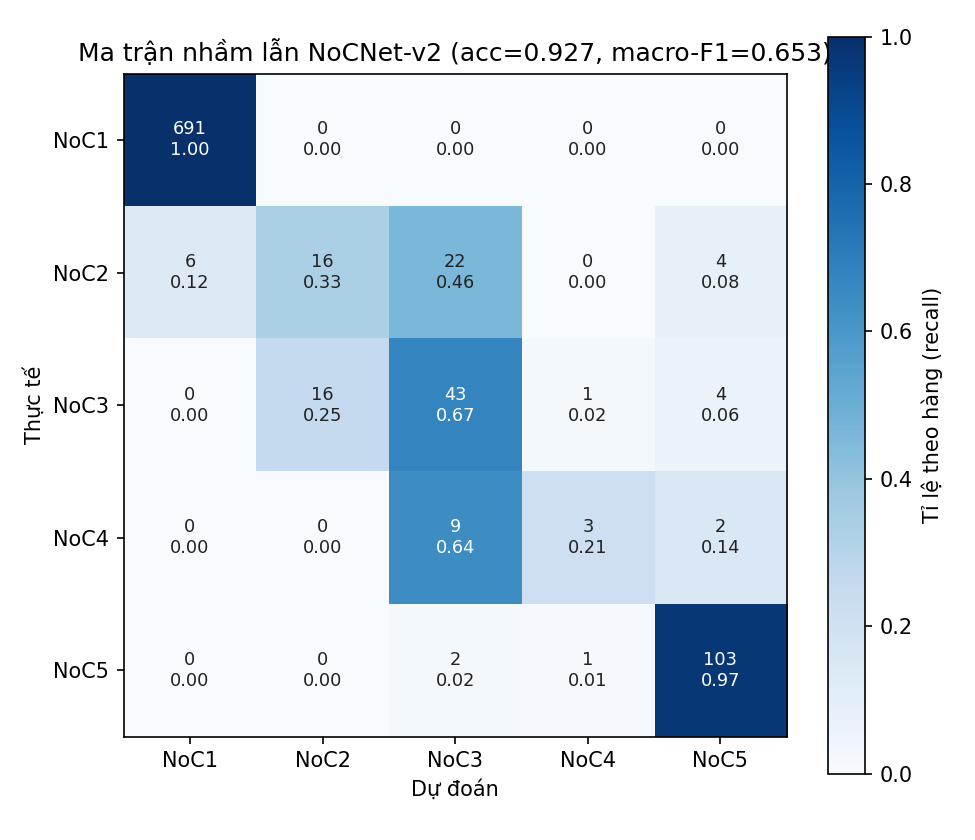 Ma trận nhầm lẫn NoCNet-v2 (acc=0.927, macro-F1=0.653)
NoC1
691 0 0 0 0
1.00 0.00 0.00 0.00 0.00
NoC2
6 16 22 0 4
0.12 0.33 0.46 0.00 0.08
NoC3
0 16 43 1 4
0.00 0.25 0.67 0.02 0.06
NoC4
0 0 9 3 2
0.00 0.00 0.64 0.21 0.14
NoC5
0 0 2 1 103
0.00 0.00 0.02 0.01 0.97
NoC1 NoC2 NoC3 NoC4 NoC5
Dự đoán
Thực tế
1.0
0.8
0.6
0.4
0.2
0.0
Tỉ lệ theo hàng (recall)